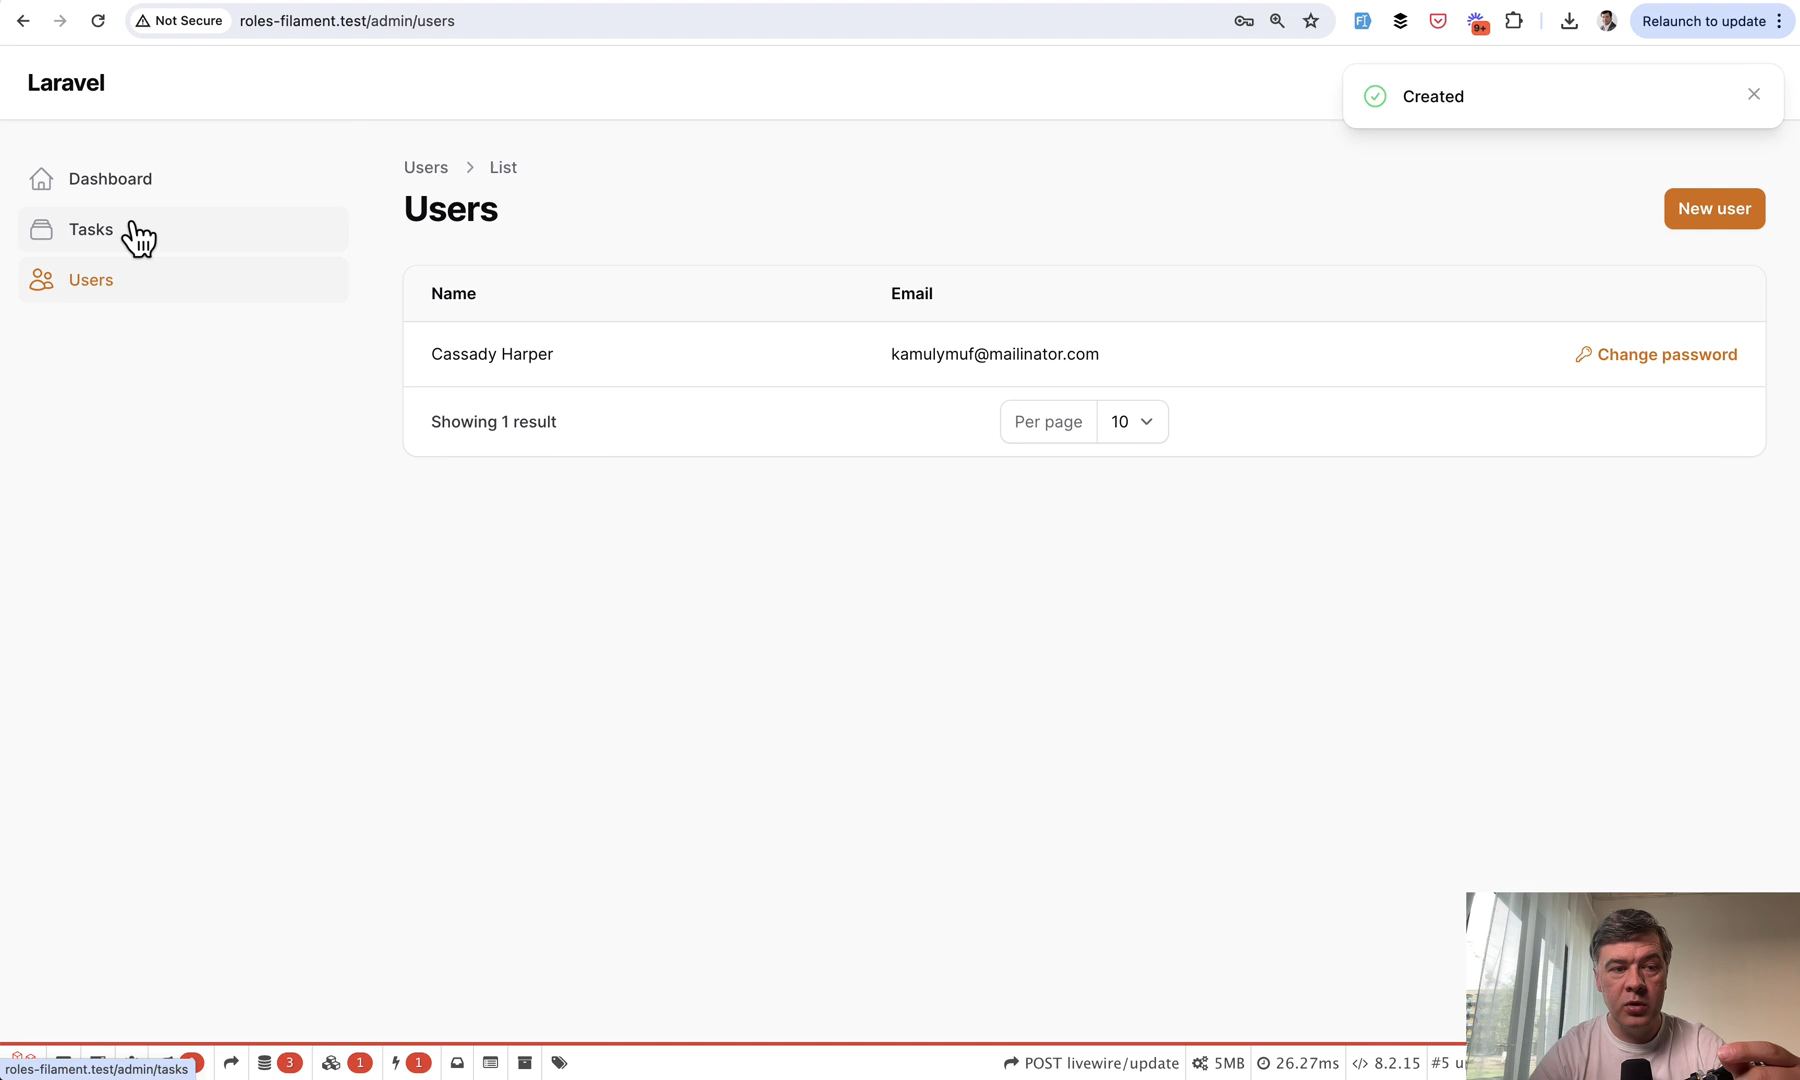 Not Secure
roles-filament.test/admin/users
9+
Relaunch to update
Laravel
Created
Dashboard
Tasks
Users
Users
List
Users
New user
Name
Email
Cassady Harper
kamulymuf@mailinator.com
Change password
Showing 1 result
Per page
10
3
1
1
POST livewire/update
5MB
26.27ms
8.2.15
roles-filament.test/admin/tasks